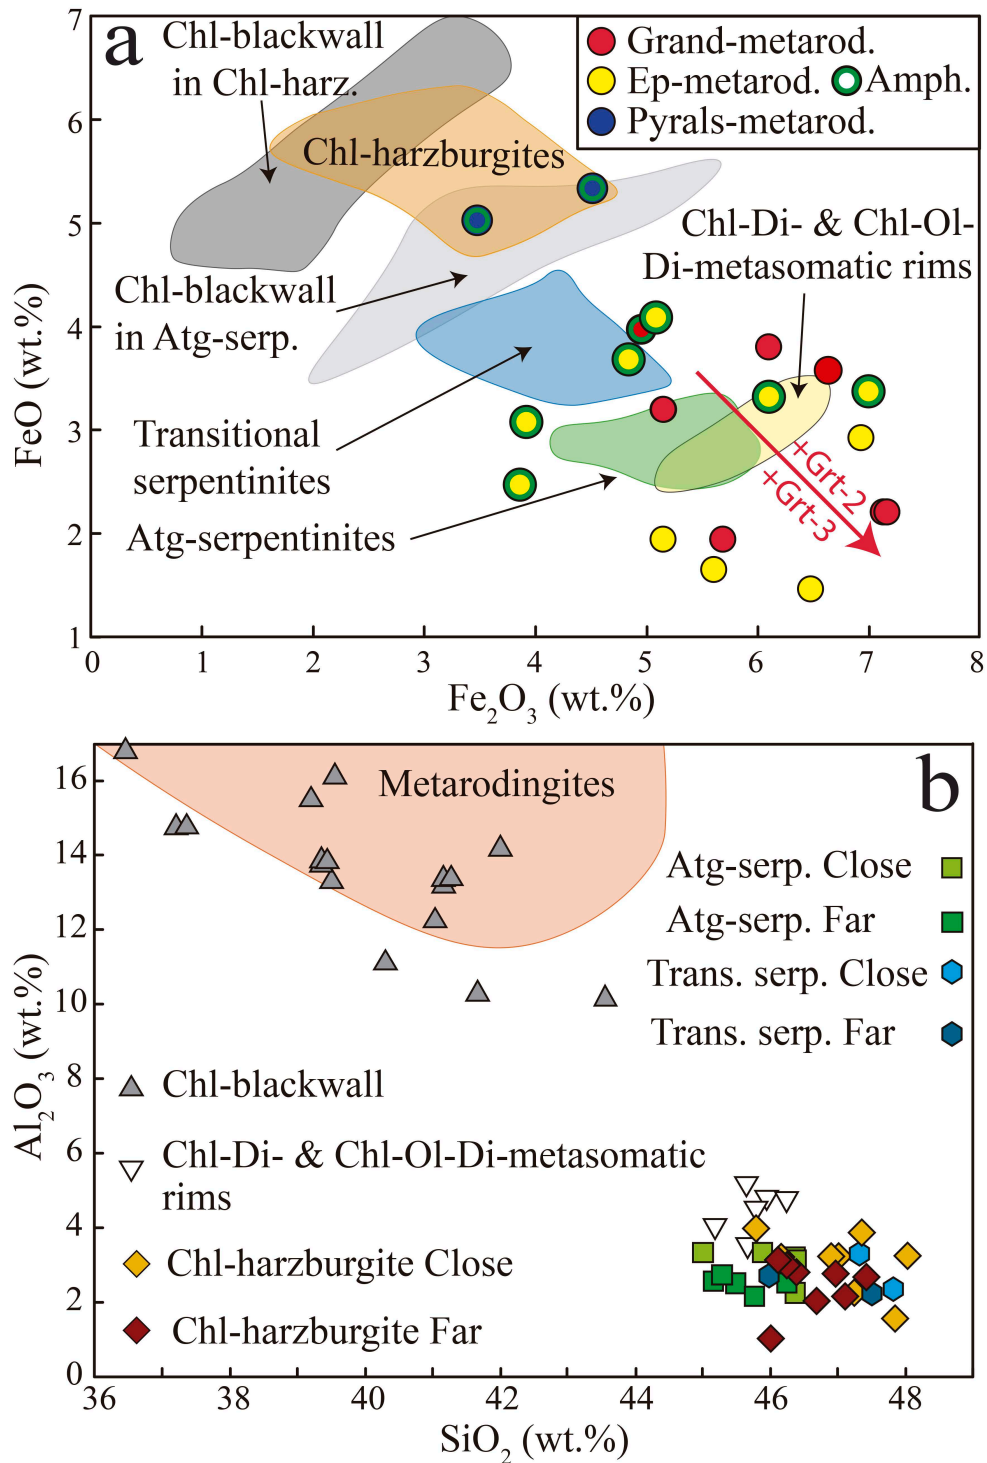 a
Chl-blackwall
in Chl-harz.
Grand-metarod.
Ep-metarod.
Amph.
Pyrals-metarod.
Chl-harzburgites
Chl-Di- & Chl-Ol-
Di-metasomatic rims
Chl-blackwall
in Atg-serp.
Transitional
serpentinites
Atg-serpentinites
+Grt-2
+Grt-3
7
6
5
4
3
2
1
FeO (wt.%)
0 1 2 3 4 5 6 7 8
Fe₂O₃ (wt.%)
b
Metarodingites
Atg-serp. Close
Atg-serp. Far
Trans. serp. Close
Trans. serp. Far
Chl-blackwall
Chl-Di- & Chl-Ol-Di-metasomatic
rims
Chl-harzburgite Close
Chl-harzburgite Far
16
14
12
10
8
6
4
2
0
Al₂O₃ (wt.%)
36 38 40 42 44 46 48
SiO₂ (wt.%)